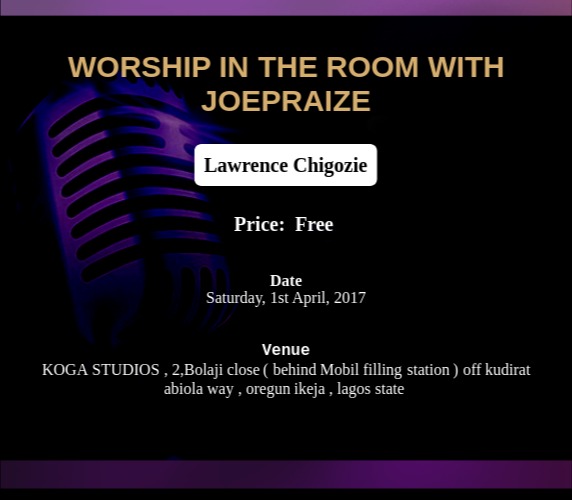 WORSHIP IN THE ROOM WITH
JOEPRAIZE
Lawrence Chigozie
Price:  Free
Date
Saturday, 1st April, 2017
Venue
KOGA STUDIOS , 2,Bolaji close ( behind Mobil filling station ) off kudirat
abiola way , oregun ikeja , lagos state